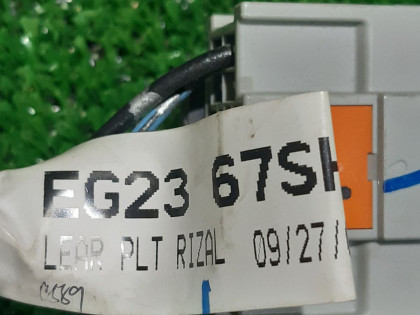 EG23 67SH
LEAR PLT RIZAL 09/27/